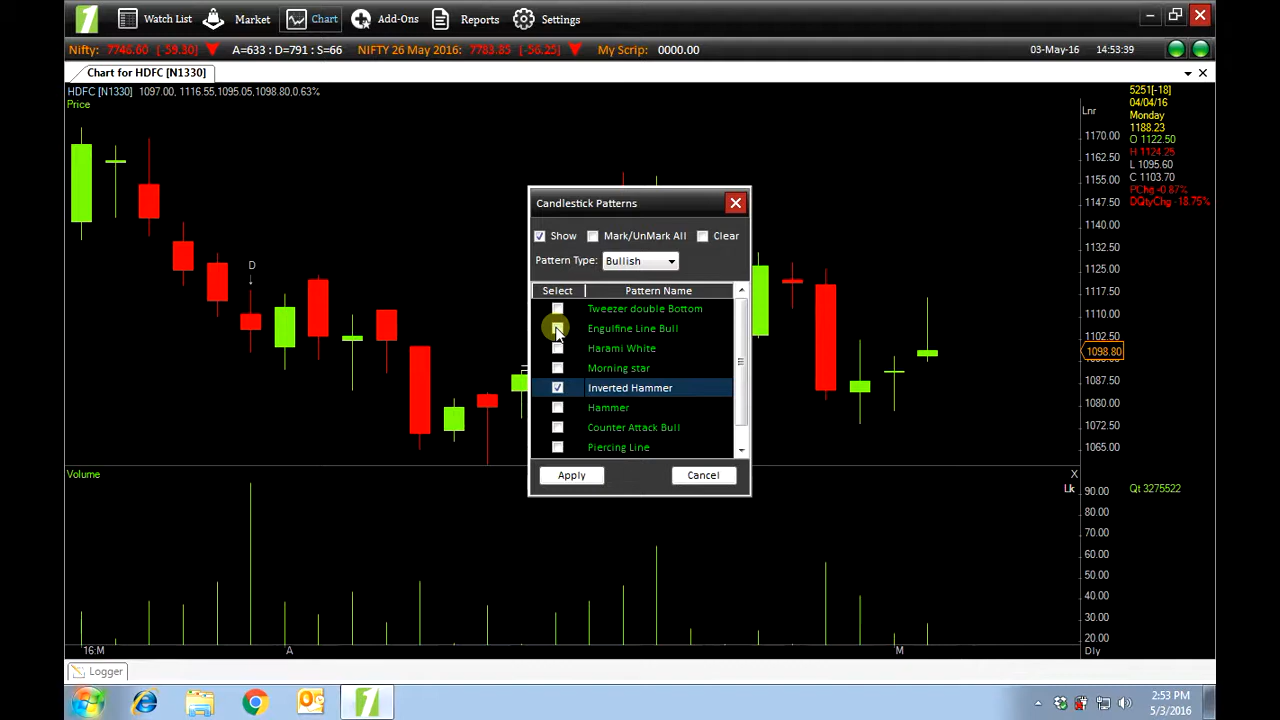 Watch List Market Chart Add-Ons Reports Settings
Nifty: 7746.60 [-59.30] A=633 : D=791 : S=66 NIFTY 26 May 2016: 7783.85 [-56.25] My Scrip: 0000.00 03-May-16 14:53:39
Chart for HDFC [N1330]
HDFC [N1330] 1097.00, 1116.55,1095.05,1098.80,0.63%
Price
Lnr
5251[-18]
04/04/16
Monday
1188.23
O 1122.50
H 1124.25
L 1095.60
C 1103.70
PChg -0.87%
DQtyChg -18.75%
1170.00
1162.50
1155.00
1147.50
1140.00
1132.50
1125.00
1117.50
1110.00
1102.50
1098.80
1087.50
1080.00
1072.50
1065.00
D
Candlestick Patterns
Show Mark/UnMark All Clear
Pattern Type: Bullish
Select Pattern Name
Tweezer double Bottom
Engulfine Line Bull
Harami White
Morning star
Inverted Hammer
Hammer
Counter Attack Bull
Piercing Line
Apply Cancel
Volume
X
Lk
Qt 3275522
90.00
80.00
70.00
60.00
50.00
40.00
30.00
20.00
16:M A M Dly
Logger
2:53 PM
5/3/2016